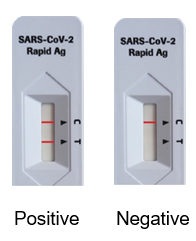 SARS-CoV-2
Rapid Ag
C
T
Positive
SARS-CoV-2
Rapid Ag
C
T
Negative